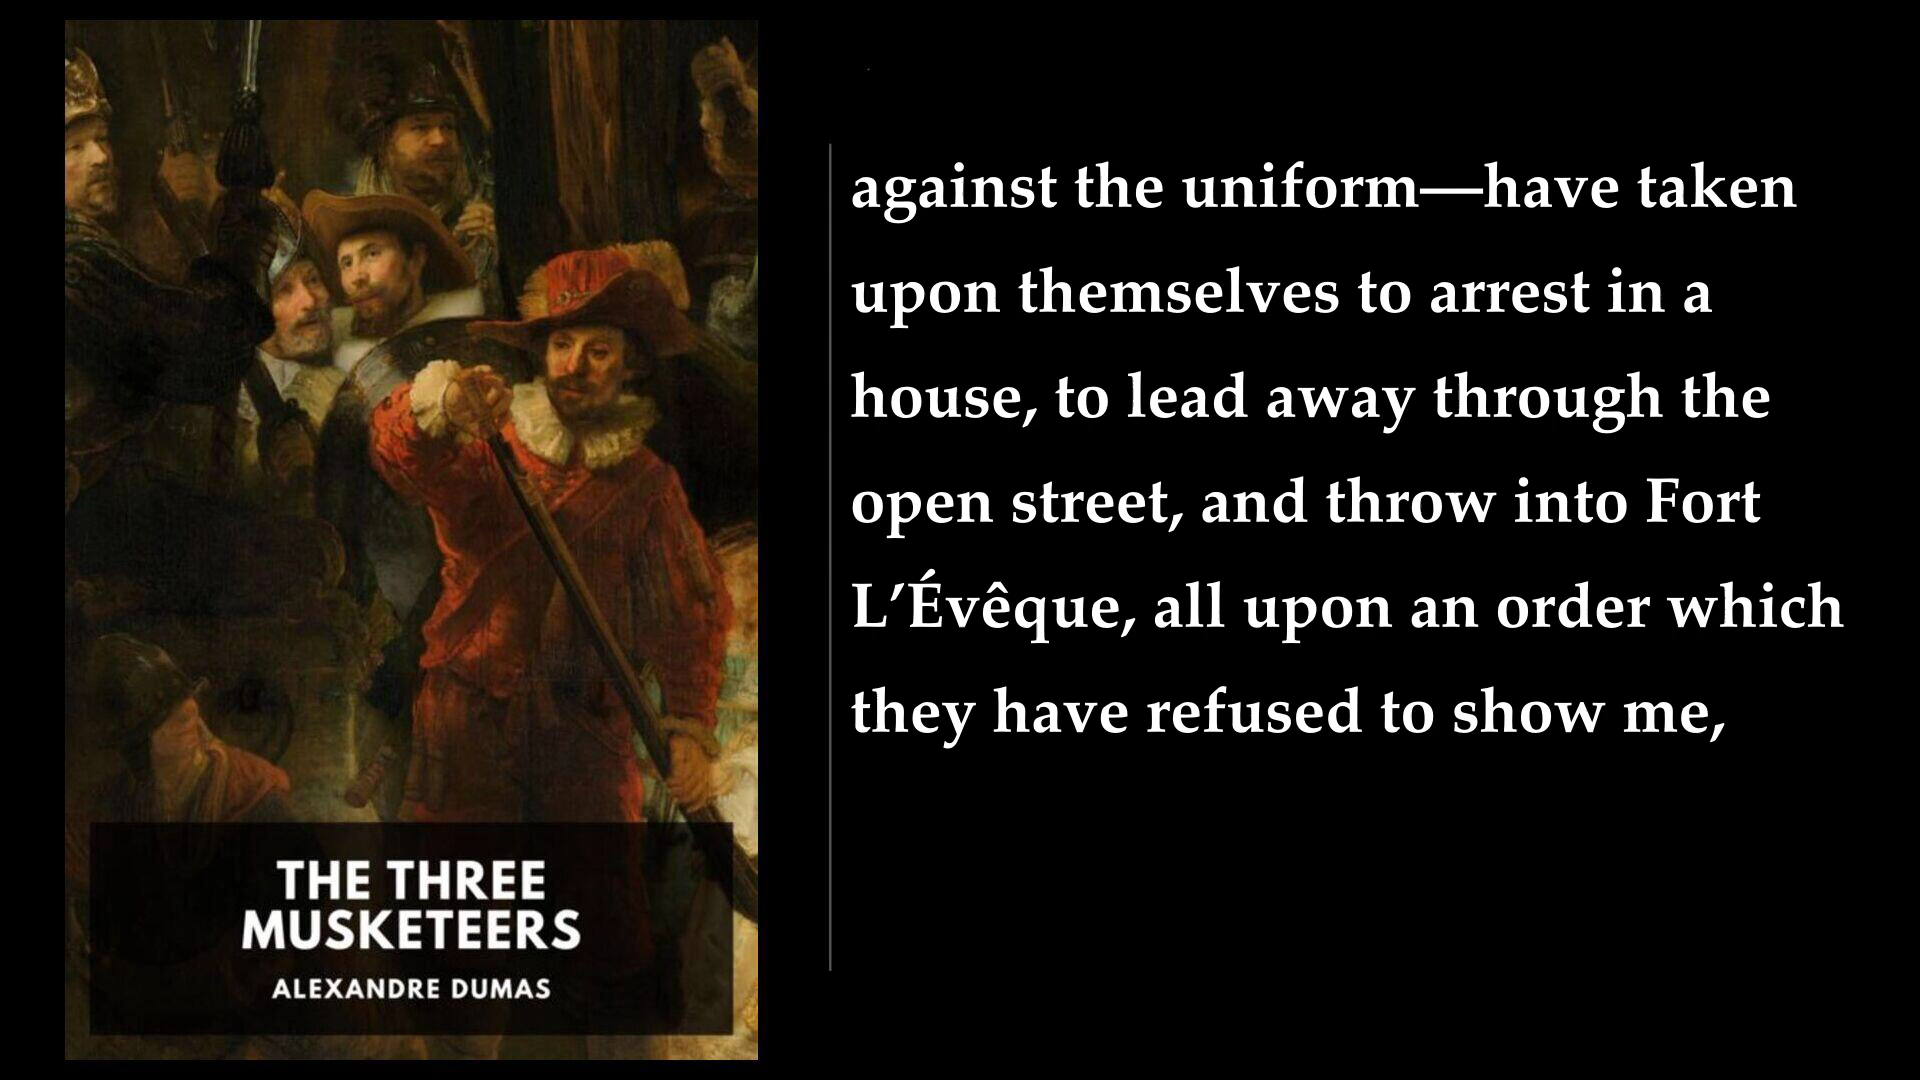 THE THREE
MUSKETEERS
ALEXANDRE DUMAS
against the uniform—have taken
upon themselves to arrest in a
house, to lead away through the
open street, and throw into Fort
L’Évêque, all upon an order which
they have refused to show me,